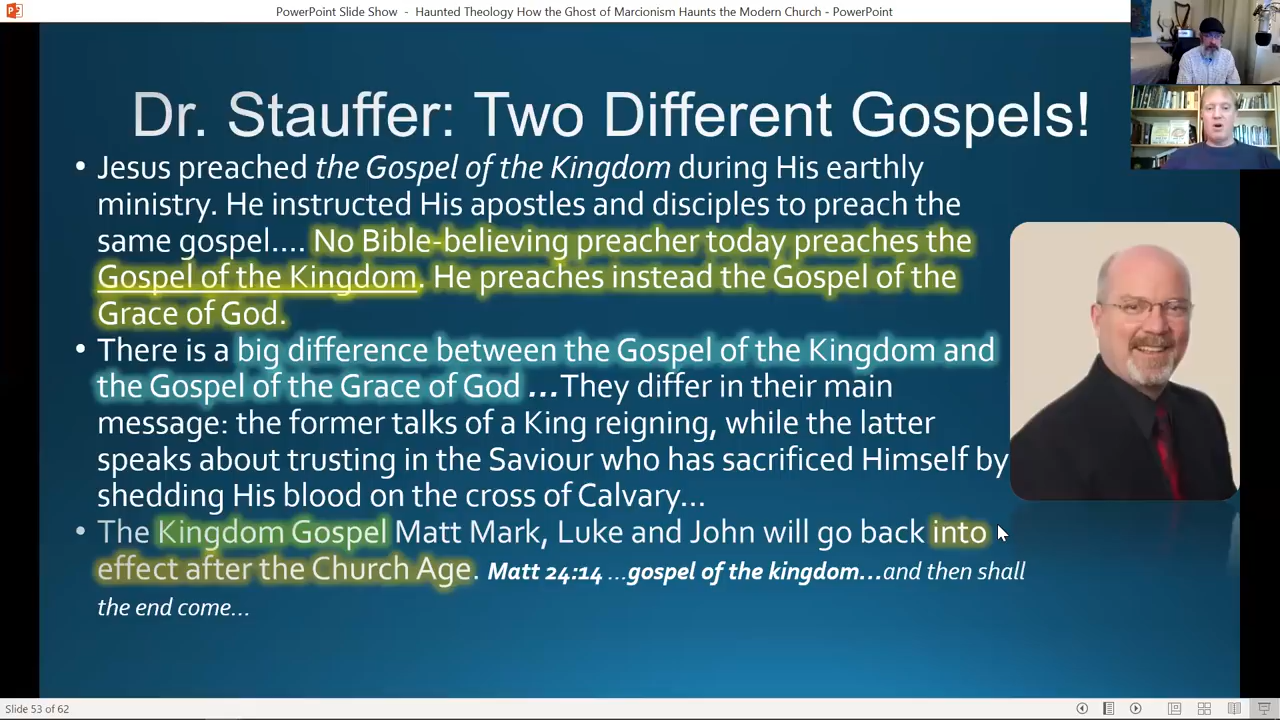 PowerPoint Slide Show - Haunted Theology How the Ghost of Marcionism Haunts the Modern Church - PowerPoint
Dr. Stauffer: Two Different Gospels!
• Jesus preached the Gospel of the Kingdom during His earthly
ministry. He instructed His apostles and disciples to preach the
same gospel.... No Bible-believing preacher today preaches the
Gospel of the Kingdom. He preaches instead the Gospel of the
Grace of God.
• There is a big difference between the Gospel of the Kingdom and
the Gospel of the Grace of God ...They differ in their main
message: the former talks of a King reigning, while the latter
speaks about trusting in the Saviour who has sacrificed Himself by
shedding His blood on the cross of Calvary...
• The Kingdom Gospel Matt Mark, Luke and John will go back into
effect after the Church Age. Matt 24:14 ...gospel of the kingdom...and then shall
the end come...
Slide 53 of 62